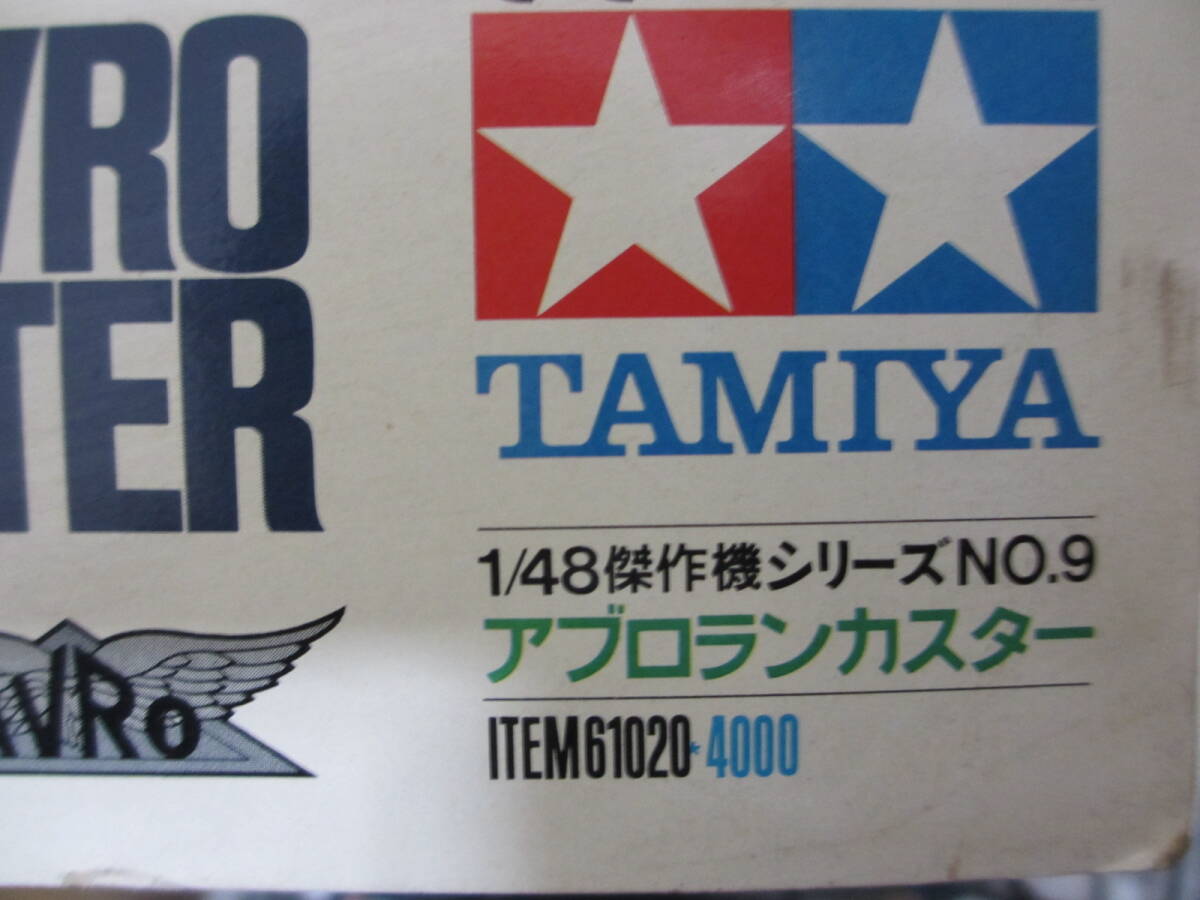 VRO
TER
AVRo
TAMIYA
1/48傑作機シリーズNO.9
アブロランカスター
ITEM61020*4000